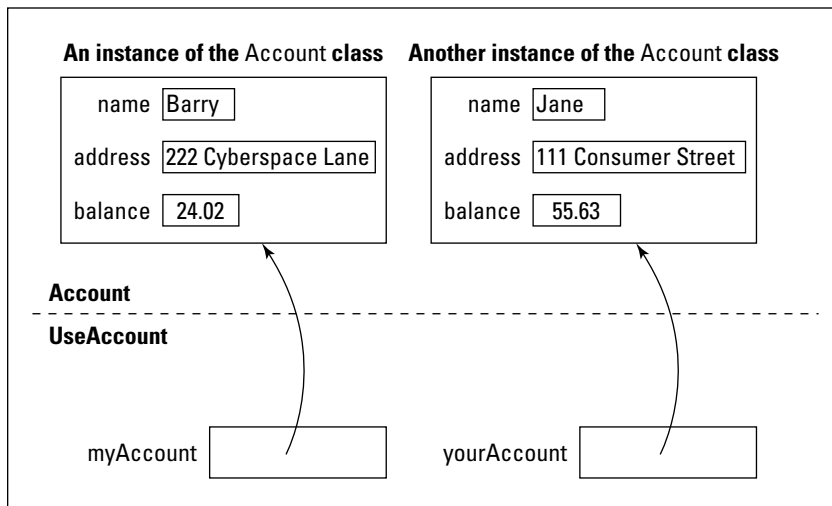 An instance of the Account class
Another instance of the Account class
name Barry
address 222 Cyberspace Lane
balance 24.02
name Jane
address 111 Consumer Street
balance 55.63
Account
UseAccount
myAccount
yourAccount